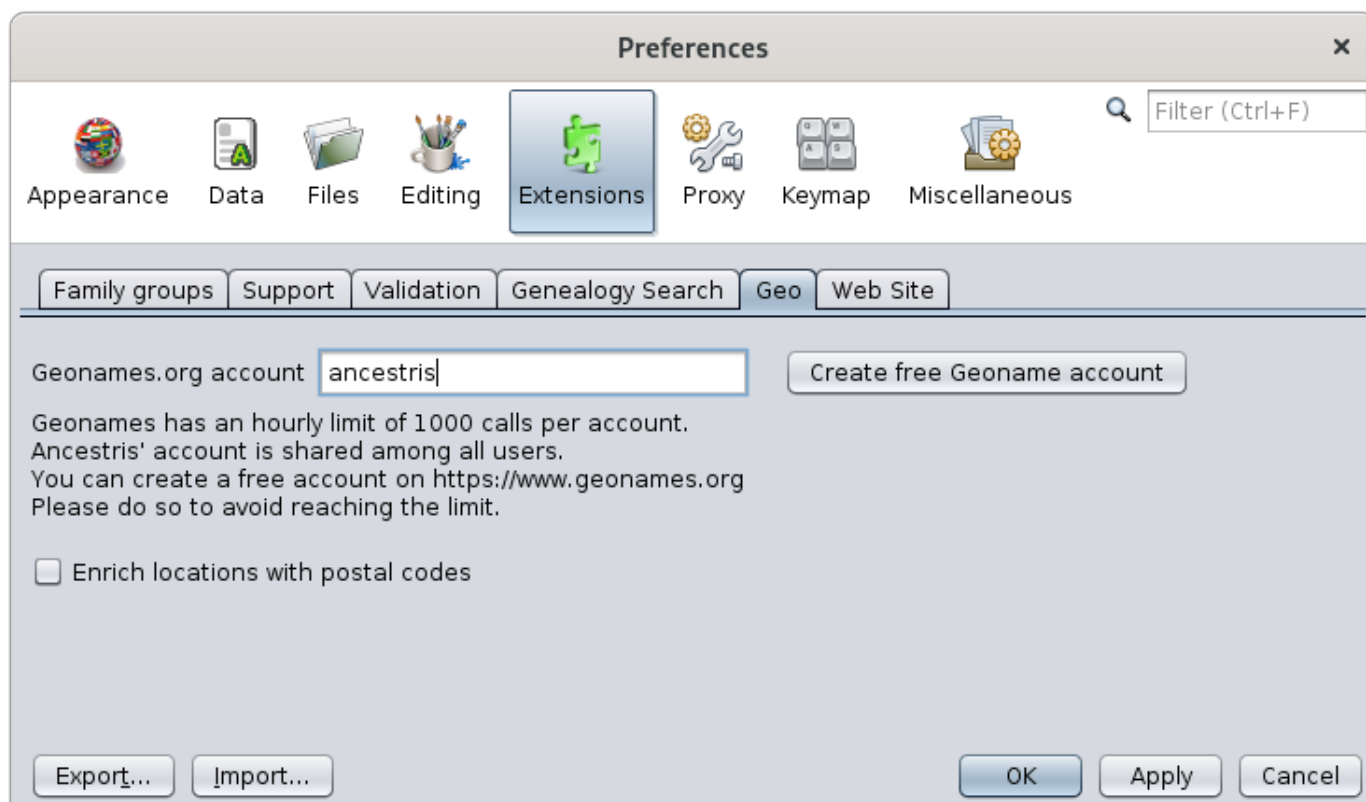 Preferences
Filter (Ctrl+F)
Appearance
Data
Files
Editing
Extensions
Proxy
Keymap
Miscellaneous
Family groups
Support
Validation
Genealogy Search
Geo
Web Site
Geonames.org account
ancestris
Create free Geoname account
Geonames has an hourly limit of 1000 calls per account.
Ancestris' account is shared among all users.
You can create a free account on https://www.geonames.org
Please do so to avoid reaching the limit.
Enrich locations with postal codes
Export...
Import...
OK
Apply
Cancel